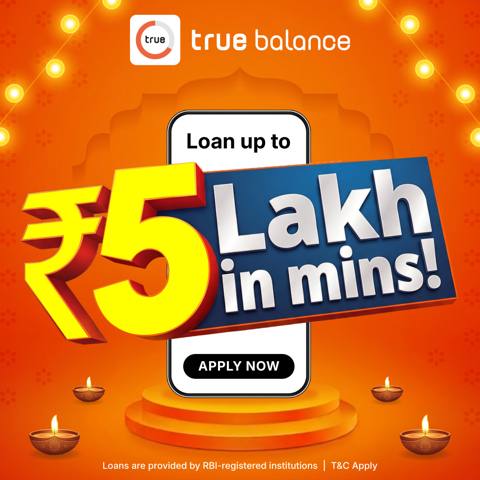 true
true balance
Loan up to
₹5 Lakh
in mins!
APPLY NOW
Loans are provided by RBI-registered institutions | T&C Apply